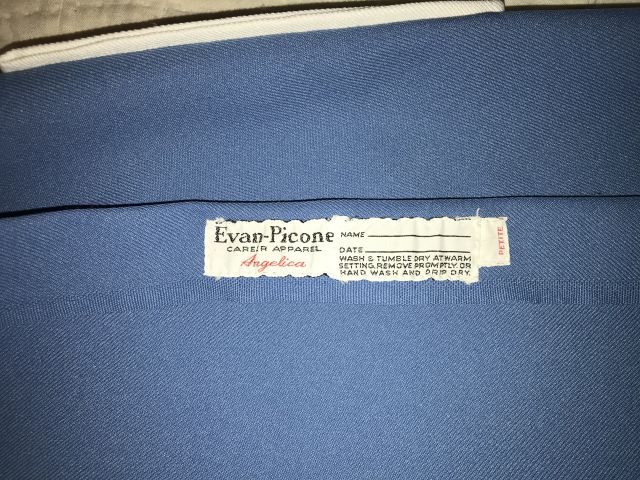 Evan-Picone
CAREER APPAREL
Angelica
NAME
DATE
WASH & TUMBLE DRY AT WARM
SETTING. REMOVE PROMPTLY. OR
HAND WASH AND DRIP DRY.
PETITE